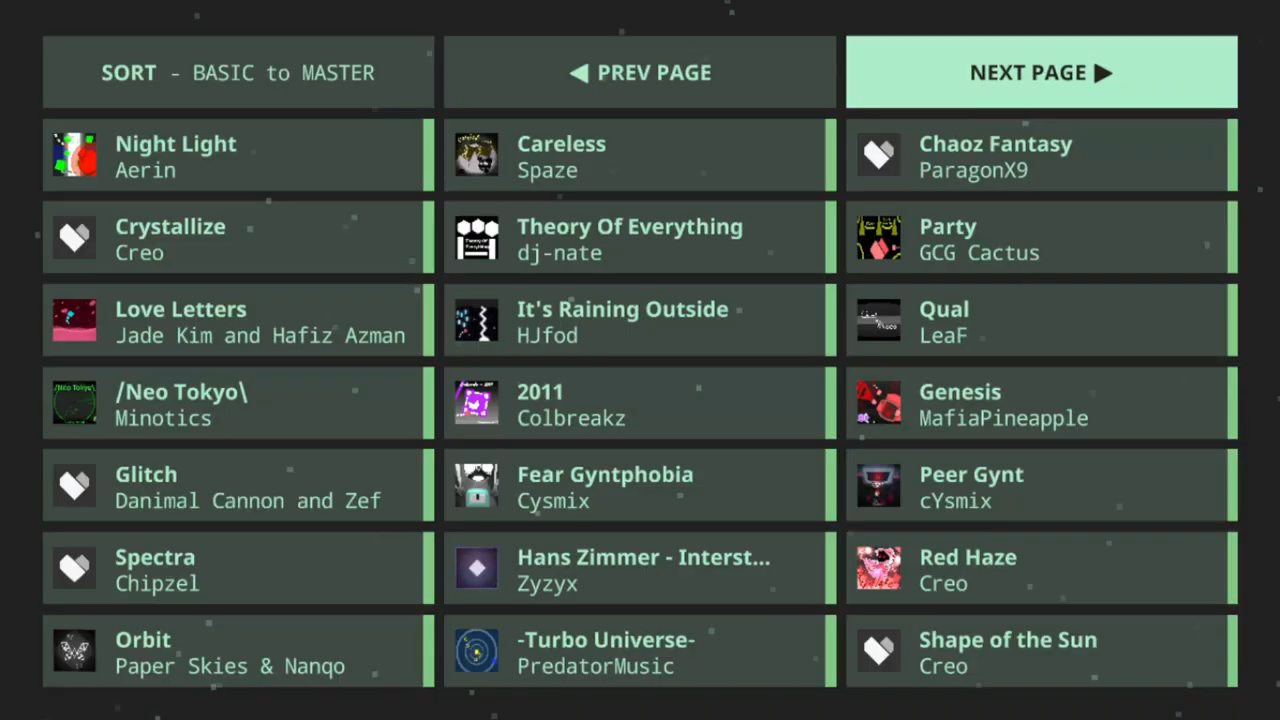 SORT - BASIC to MASTER
◀ PREV PAGE
NEXT PAGE ▶
Night Light
Aerin
Careless
Spaze
Chaoz Fantasy
ParagonX9
Crystallize
Creo
Theory Of Everything
dj-nate
Party
GCG Cactus
Love Letters
Jade Kim and Hafiz Azman
It's Raining Outside
HJfod
Qual
LeaF
/Neo Tokyo\
Minotics
2011
Colbreakz
Genesis
MafiaPineapple
Glitch
Danimal Cannon and Zef
Fear Gyntphobia
Cysmix
Peer Gynt
cYsmix
Spectra
Chipzel
Hans Zimmer - Interst...
Zyzyx
Red Haze
Creo
Orbit
Paper Skies & Nanqo
-Turbo Universe-
PredatorMusic
Shape of the Sun
Creo